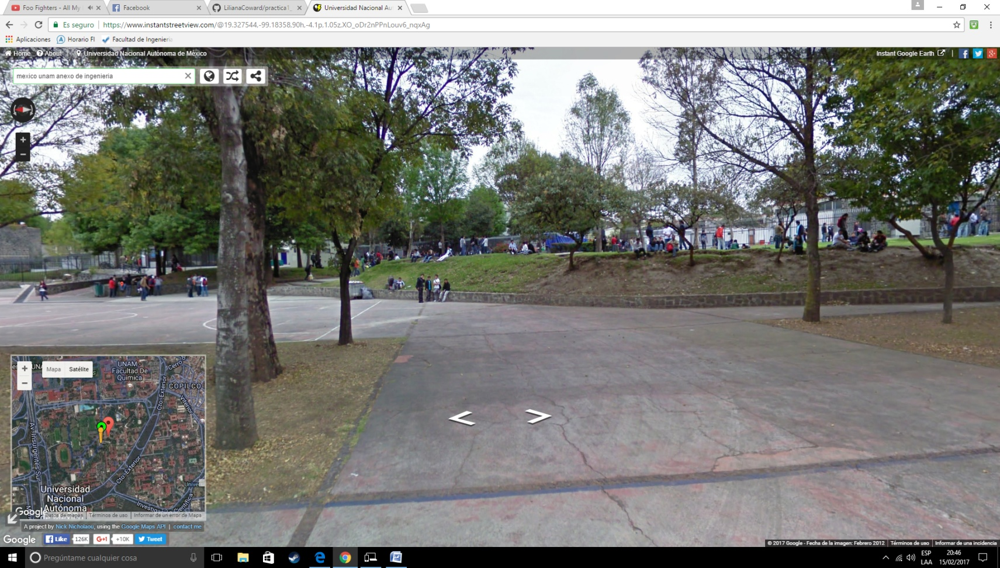 Foo Fighters - All My
Facebook
LilianaCoward/practica1_
Universidad Nacional Au
Es seguro
https://www.instantstreetview.com/@19.327544,-99.18358,90h,-4.1p,1.05z,XO_oDr2nPPnLouv6_nqxAg
Aplicaciones
Horario FI
Facultad de Ingenieria
Home
About
Universidad Nacional Autónoma de México
Instant Google Earth
mexico unam anexo de ingenieria
Mapa
Satélite
UNAM -
Facultad De
Química
Cerro
COPILCO
Cto. Exterior
Av. Insurgentes Sur
Cto. Exterior
Universidad
Nacional
Autónoma
Investigación Científica
Google
Datos de mapas
Términos de uso
Informar de un error de Maps
A project by Nick Nicholaou, using the Google Maps API | contact me
Google
Like
126K
G+1
+10K
Tweet
© 2017 Google - Fecha de la imagen: Febrero 2012
Términos de uso
Informar de una incidencia
Pregúntame cualquier cosa
ESP
LAA
20:46
15/02/2017